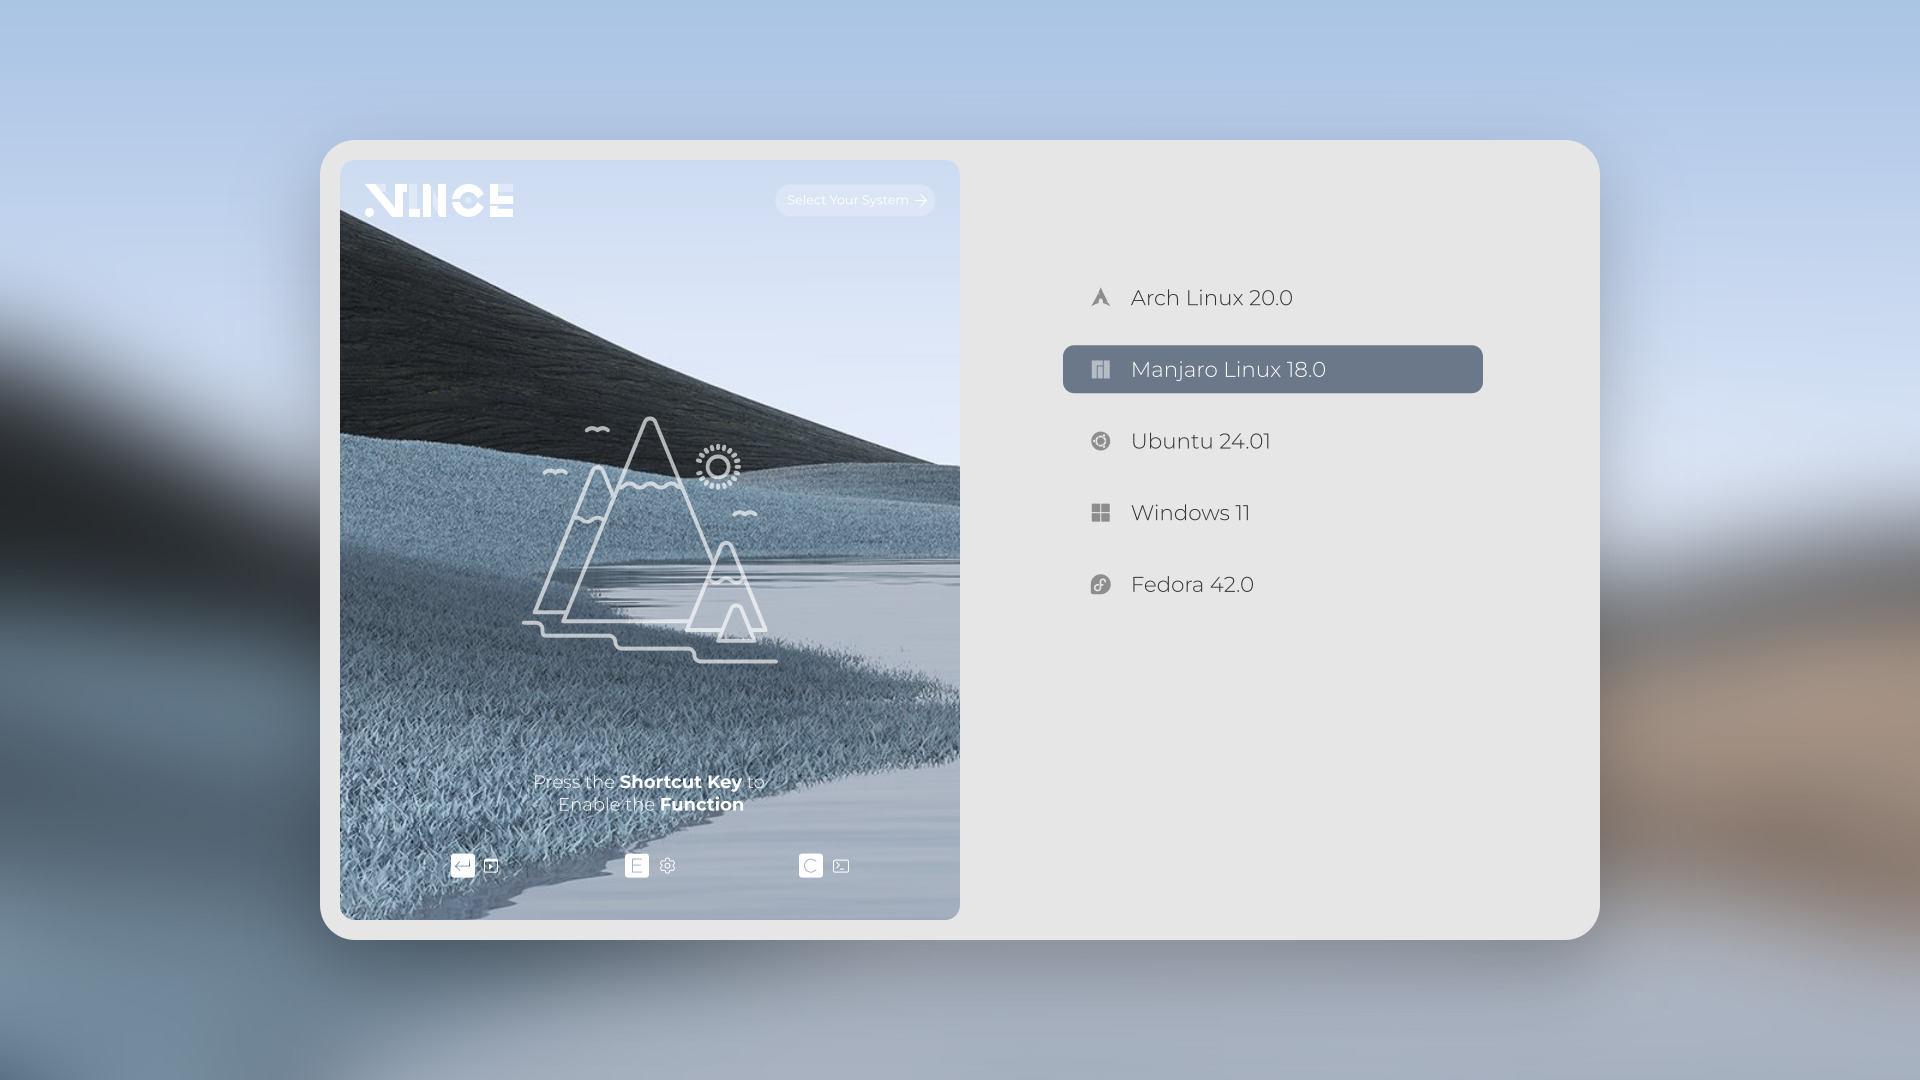 VINCE
Select Your System
Arch Linux 20.0
Manjaro Linux 18.0
Ubuntu 24.01
Windows 11
Fedora 42.0
Press the Shortcut Key to
Enable the Function
E
C